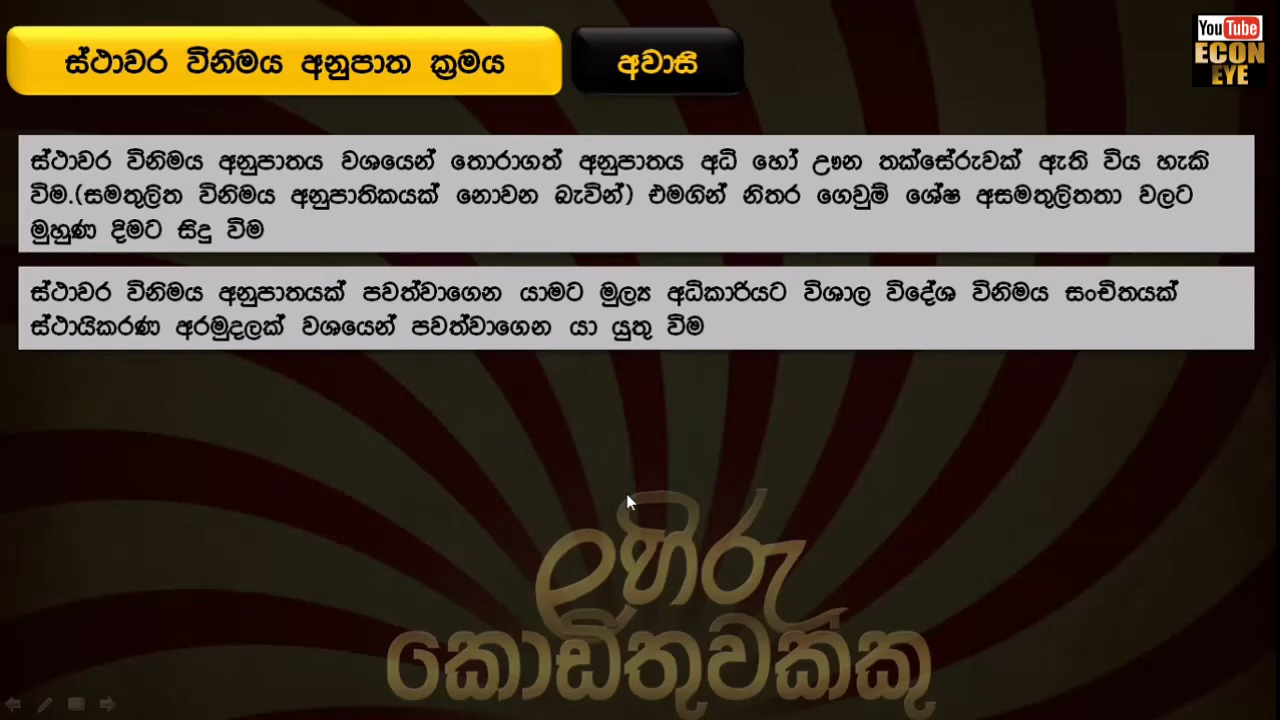 ස්ථාවර විනිමය අනුපාත ක්‍රමය
අවාසි
YouTube
ECON
EYE
ස්ථාවර විනිමය අනුපාතය වශයෙන් තෝරාගත් අනුපාතය අධි හෝ ඌන තක්සේරුවක් ඇති විය හැකි
විම.(සමතුලිත විනිමය අනුපාතිකයක් නොවන බැවින්) එමගින් නිතර ගෙවුම් ශේෂ අසමතුලිතතා වලට
මුහුණ දිමට සිදු විම
ස්ථාවර විනිමය අනුපාතයක් පවත්වාගෙන යාමට මුල්‍ය අධිකාරියට විශාල විදේශ විනිමය සංචිතයක්
ස්ථායිකරණ අරමුදලක් වශයෙන් පවත්වාගෙන යා යුතු විම
ලහිරු
කොඩිතුවක්කු